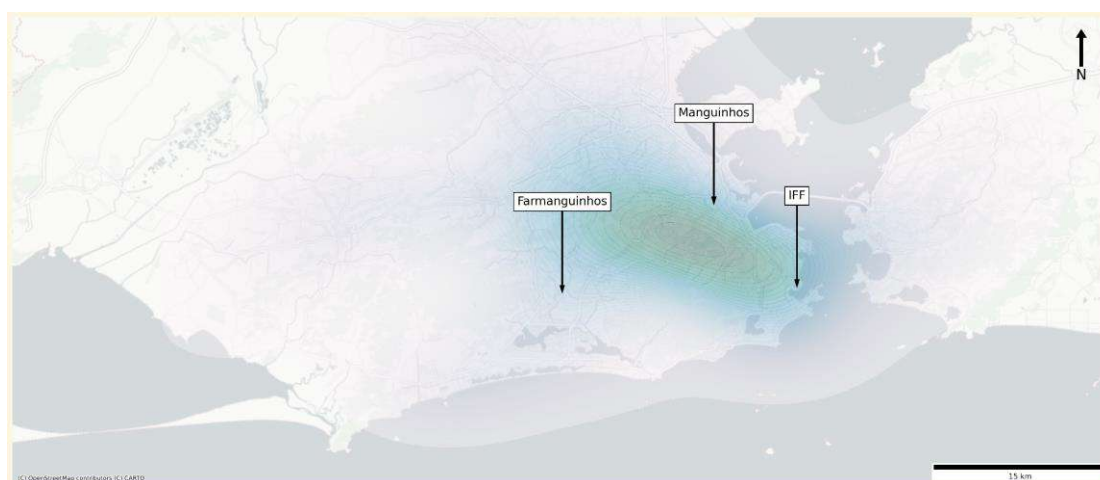 Manguinhos
N
IFF
Farmanguinhos
(C) OpenStreetMap contributors (C) CARTO
15 km